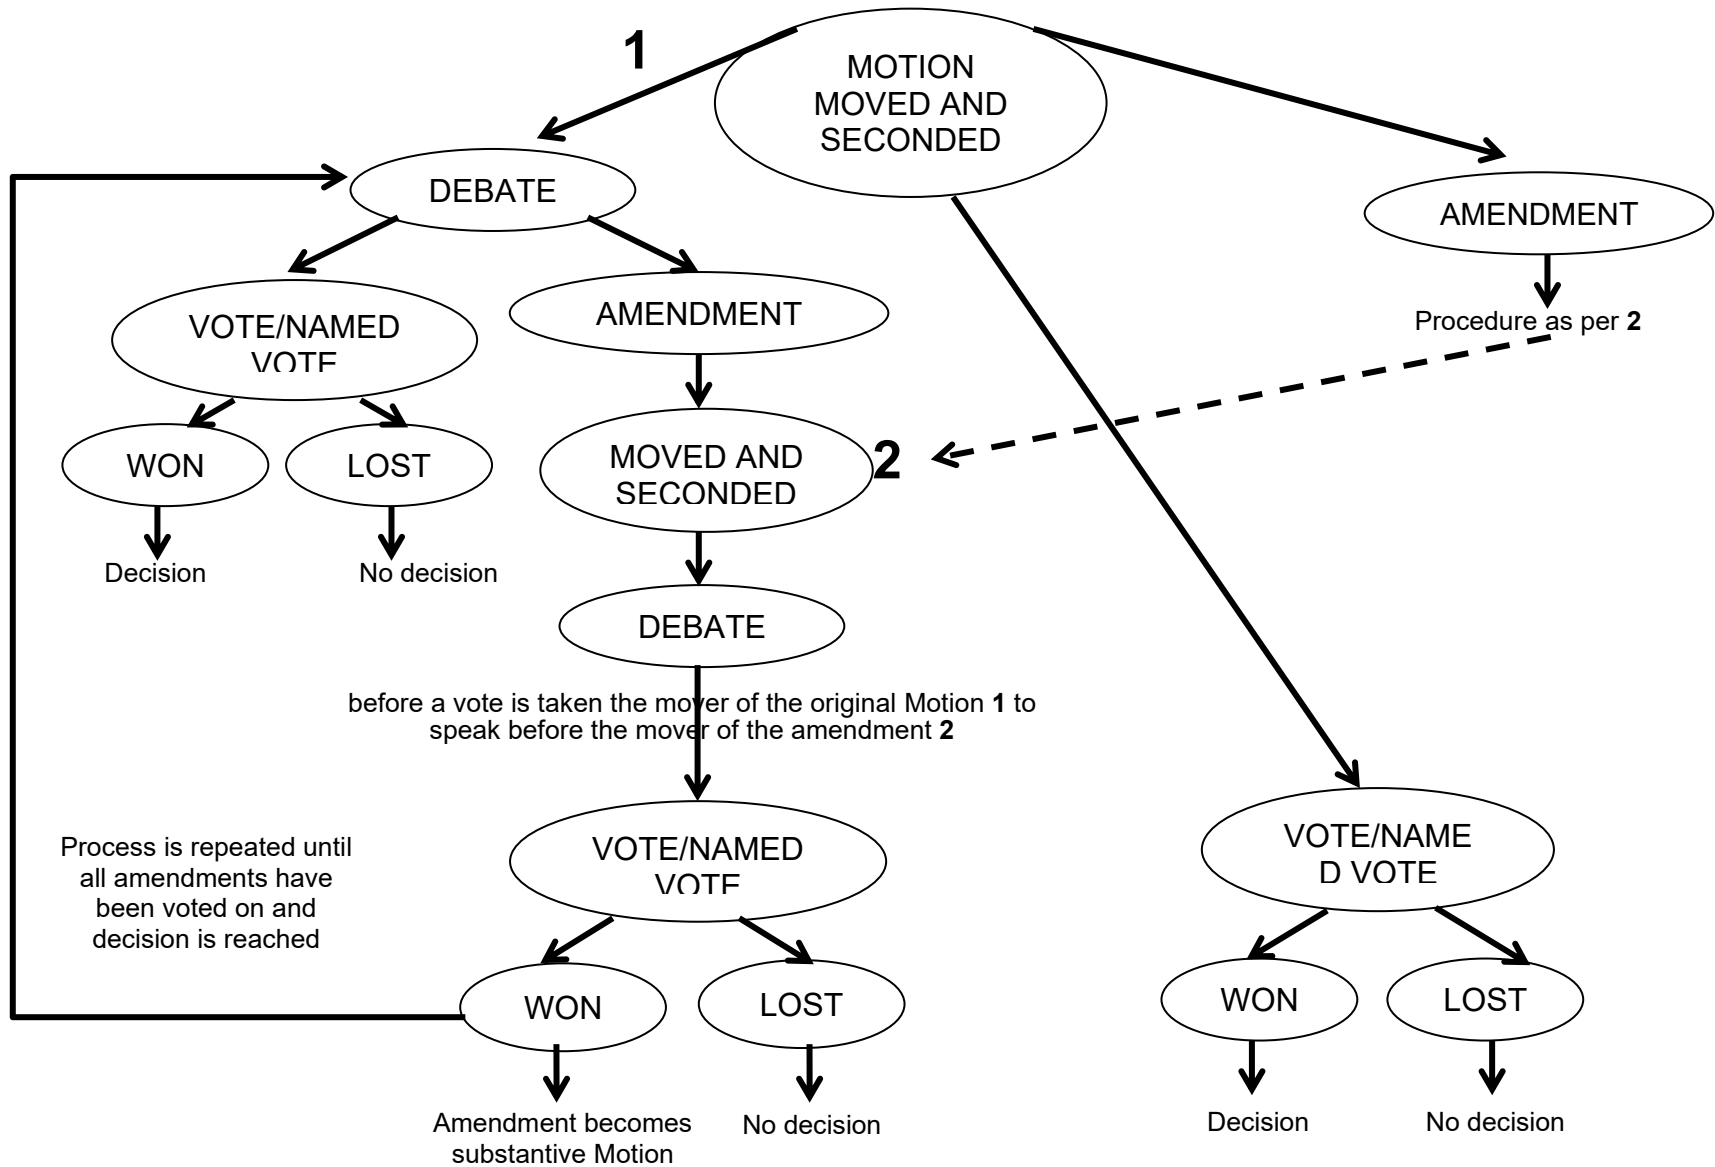 1
MOTION
MOVED AND
SECONDED
DEBATE
AMENDMENT
VOTE/NAMED
VOTE
AMENDMENT
Procedure as per 2
WON
LOST
MOVED AND
SECONDED
2
Decision
No decision
DEBATE
before a vote is taken the mover of the original Motion 1 to
speak before the mover of the amendment 2
Process is repeated until
all amendments have
been voted on and
decision is reached
VOTE/NAMED
VOTE
VOTE/NAME
D VOTE
WON
LOST
WON
LOST
Amendment becomes
substantive Motion
No decision
Decision
No decision